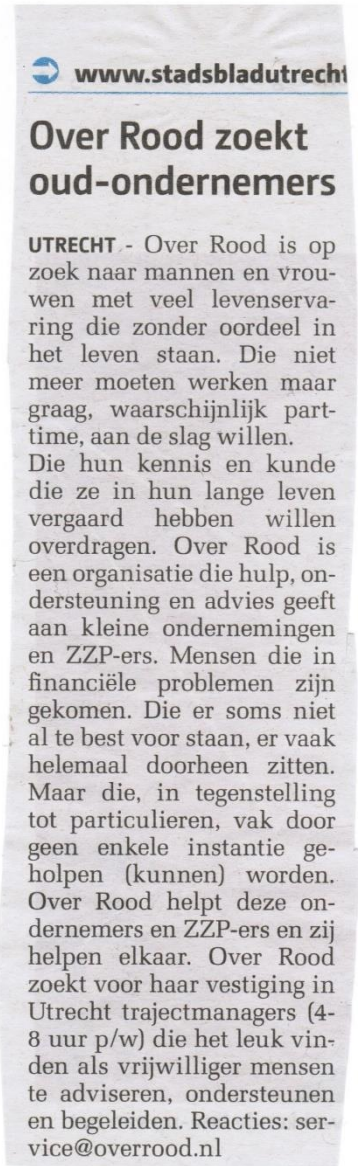 www.stadsbladutrecht
Over Rood zoekt
oud-ondernemers
UTRECHT - Over Rood is op
zoek naar mannen en vrou-
wen met veel levenserva-
ring die zonder oordeel in
het leven staan. Die niet
meer moeten werken maar
graag, waarschijnlijk part-
time, aan de slag willen.
Die hun kennis en kunde
die ze in hun lange leven
vergaard hebben willen
overdragen. Over Rood is
een organisatie die hulp, on-
dersteuning en advies geeft
aan kleine ondernemingen
en ZZP-ers. Mensen die in
financiële problemen zijn
gekomen. Die er soms niet
al te best voor staan, er vaak
helemaal doorheen zitten.
Maar die, in tegenstelling
tot particulieren, vak door
geen enkele instantie ge-
holpen (kunnen) worden.
Over Rood helpt deze on-
dernemers en ZZP-ers en zij
helpen elkaar. Over Rood
zoekt voor haar vestiging in
Utrecht trajectmanagers (4-
8 uur p/w) die het leuk vin-
den als vrijwilliger mensen
te adviseren, ondersteunen
en begeleiden. Reacties: ser-
vice@overrood.nl